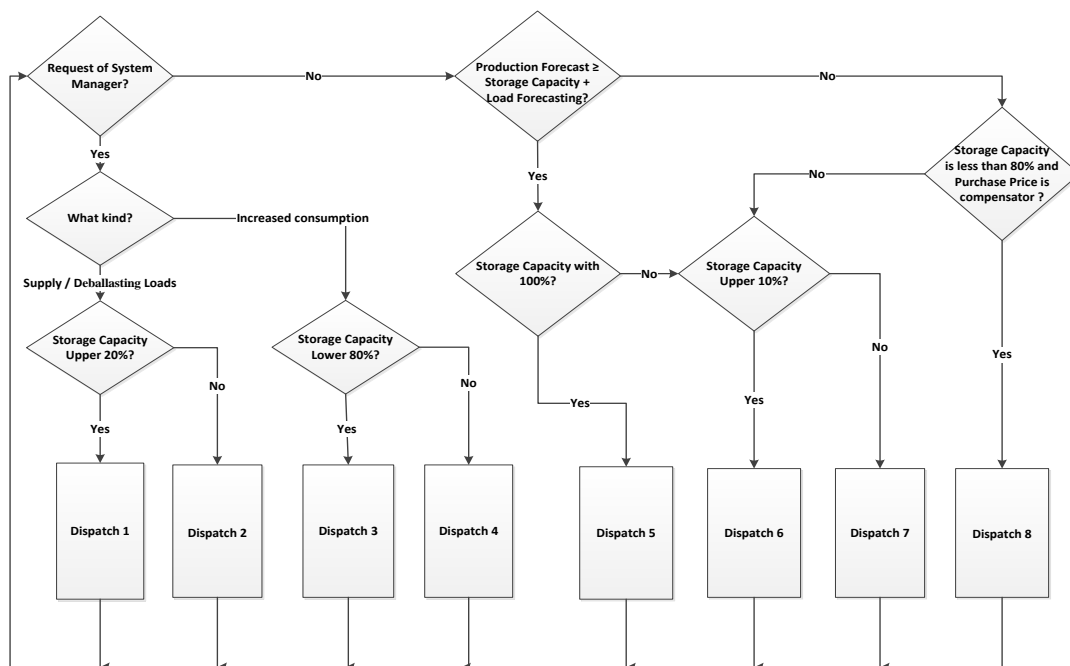 Request of System
Manager?
No
Production Forecast ≥
Storage Capacity +
Load Forecasting?
No
Yes
Yes
Storage Capacity
is less than 80% and
Purchase Price is
compensator ?
No
What kind?
Increased consumption
Storage Capacity with
100%?
No
Storage Capacity
Upper 10%?
Supply / Deballasting Loads
Storage Capacity
Upper 20%?
No
Storage Capacity
Lower 80%?
No
No
Yes
Yes
Yes
Yes
Yes
Dispatch 1
Dispatch 2
Dispatch 3
Dispatch 4
Dispatch 5
Dispatch 6
Dispatch 7
Dispatch 8